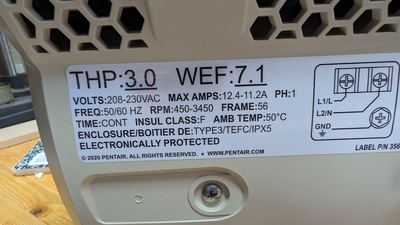 THP:3.0 WEF:7.1
VOLTS:208-230VAC MAX AMPS:12.4-11.2A PH:1
FREQ:50/60 HZ RPM:450-3450 FRAME:56
TIME:CONT INSUL CLASS:F AMB TEMP:50°C
ENCLOSURE/BOITIER DE:TYPE3/TEFC/IPX5
ELECTRONICALLY PROTECTED
© 2020 PENTAIR. ALL RIGHTS RESERVED. • WWW.PENTAIR.COM
L1/L
L2/N
GND
LABEL P/N 356